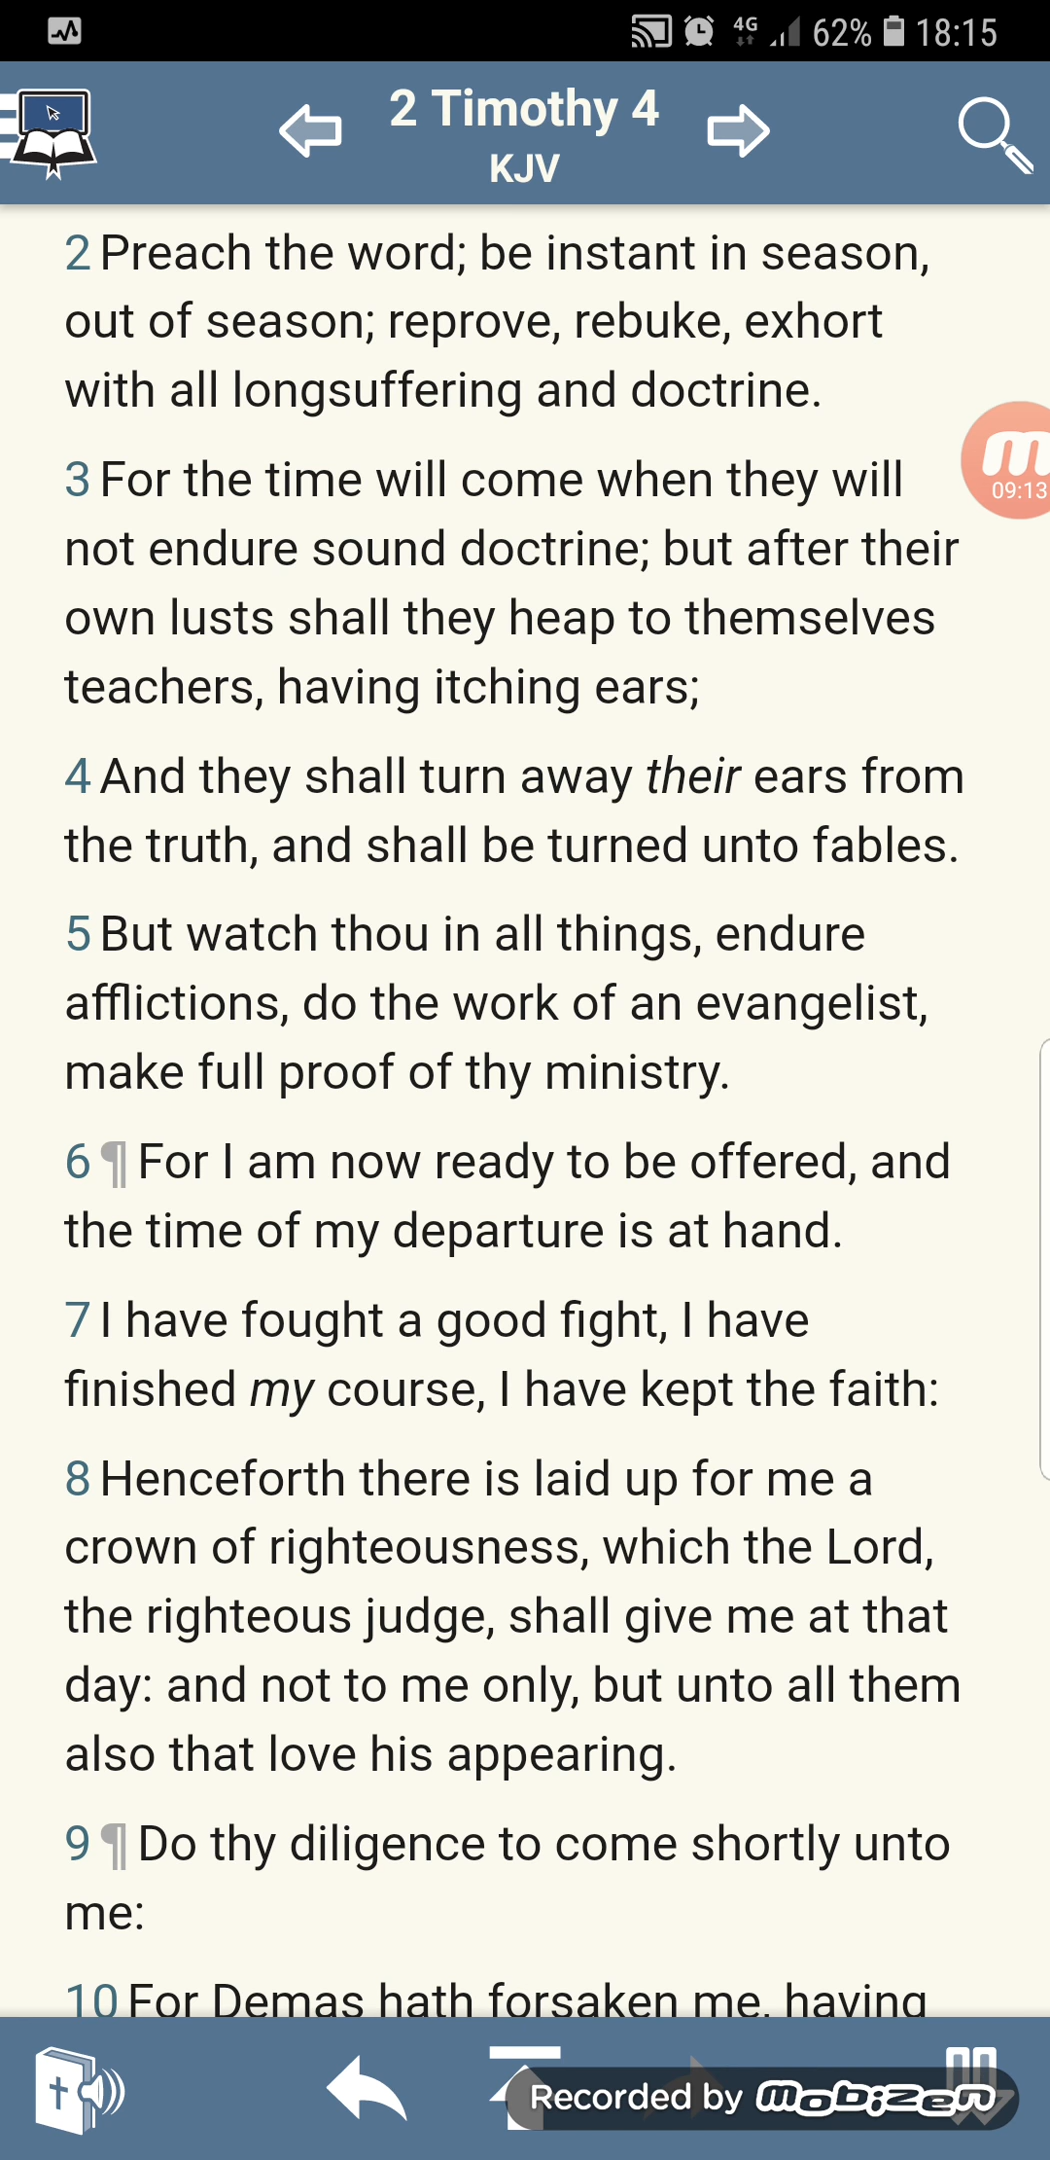 4G 62% 18:15
2 Timothy 4
KJV
2 Preach the word; be instant in season,
out of season; reprove, rebuke, exhort
with all longsuffering and doctrine.
m
09:13
3 For the time will come when they will
not endure sound doctrine; but after their
own lusts shall they heap to themselves
teachers, having itching ears;
4 And they shall turn away their ears from
the truth, and shall be turned unto fables.
5 But watch thou in all things, endure
afflictions, do the work of an evangelist,
make full proof of thy ministry.
6 ¶ For I am now ready to be offered, and
the time of my departure is at hand.
7 I have fought a good fight, I have
finished my course, I have kept the faith:
8 Henceforth there is laid up for me a
crown of righteousness, which the Lord,
the righteous judge, shall give me at that
day: and not to me only, but unto all them
also that love his appearing.
9 ¶ Do thy diligence to come shortly unto
me:
10 For Demas hath forsaken me, having
Recorded by mobizen